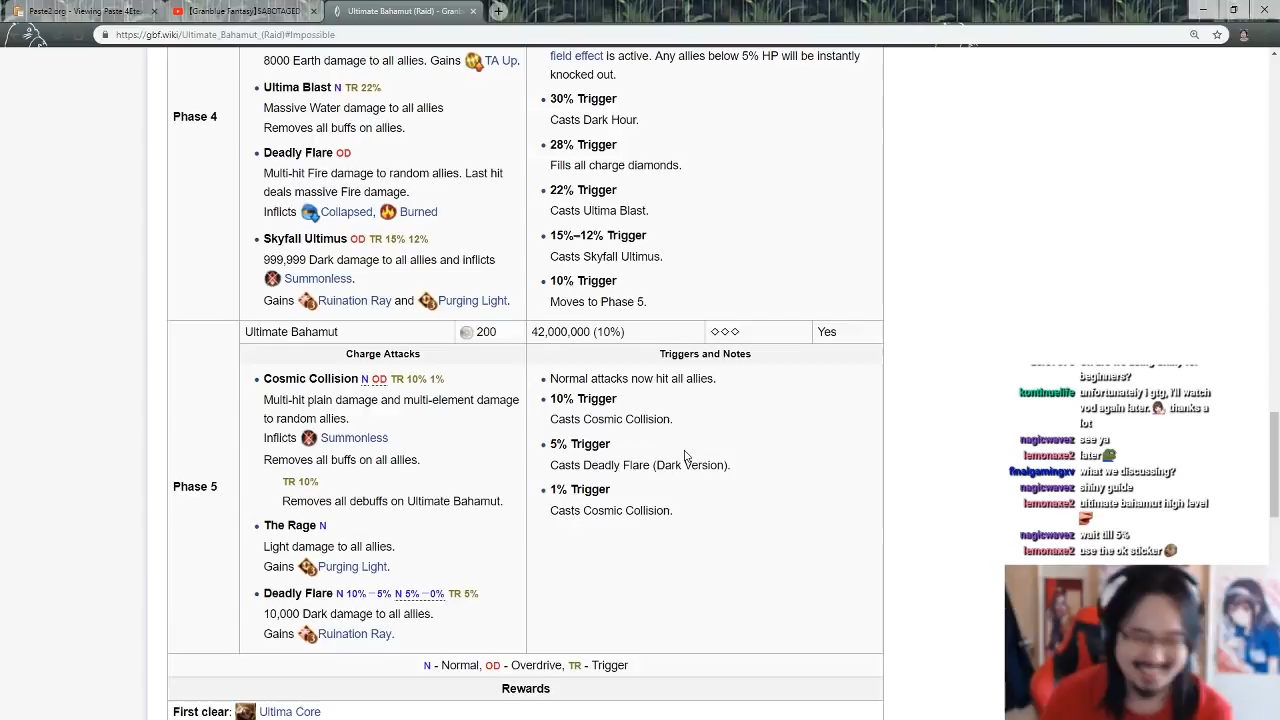 Paste2.org - Viewing Paste 4Ete
[Granblue Fantasy]SABOTAGED
Ultimate Bahamut (Raid) - Gran
https://gbf.wiki/Ultimate_Bahamut_(Raid)#Impossible
Phase 4
8000 Earth damage to all allies. Gains TA Up.
Ultima Blast N TR 22%
Massive Water damage to all allies
Removes all buffs on allies.
Deadly Flare OD
Multi-hit Fire damage to random allies. Last hit
deals massive Fire damage.
Inflicts Collapsed, Burned
Skyfall Ultimus OD TR 15% 12%
999,999 Dark damage to all allies and inflicts
Summonless.
Gains Ruination Ray and Purging Light.
field effect is active. Any allies below 5% HP will be instantly
knocked out.
30% Trigger
Casts Dark Hour.
28% Trigger
Fills all charge diamonds.
22% Trigger
Casts Ultima Blast.
15%–12% Trigger
Casts Skyfall Ultimus.
10% Trigger
Moves to Phase 5.
Phase 5
Ultimate Bahamut 200 42,000,000 (10%) ◇◇◇ Yes
Charge Attacks
Triggers and Notes
Cosmic Collision N OD TR 10% 1%
Multi-hit plain damage and multi-element damage
to random allies.
Inflicts Summonless
Removes all buffs on all allies.
TR 10%
Removes all debuffs on Ultimate Bahamut.
The Rage N
Light damage to all allies.
Gains Purging Light.
Deadly Flare N 10%–5% N 5%–0% TR 5%
10,000 Dark damage to all allies.
Gains Ruination Ray.
Normal attacks now hit all allies.
10% Trigger
Casts Cosmic Collision.
5% Trigger
Casts Deadly Flare (Dark Version).
1% Trigger
Casts Cosmic Collision.
N - Normal, OD - Overdrive, TR - Trigger
Rewards
First clear: Ultima Core
beginners?
kontinuelife unfortunately i gtg, i'll watch
vod again later. thanks a
lot
nagicwavez see ya
lemonaxe2 later
finalgamingxv what we discussing?
nagicwavez shiny guide
lemonaxe2 ultimate bahamut high level
nagicwavez wait till 5%
lemonaxe2 use the ok sticker